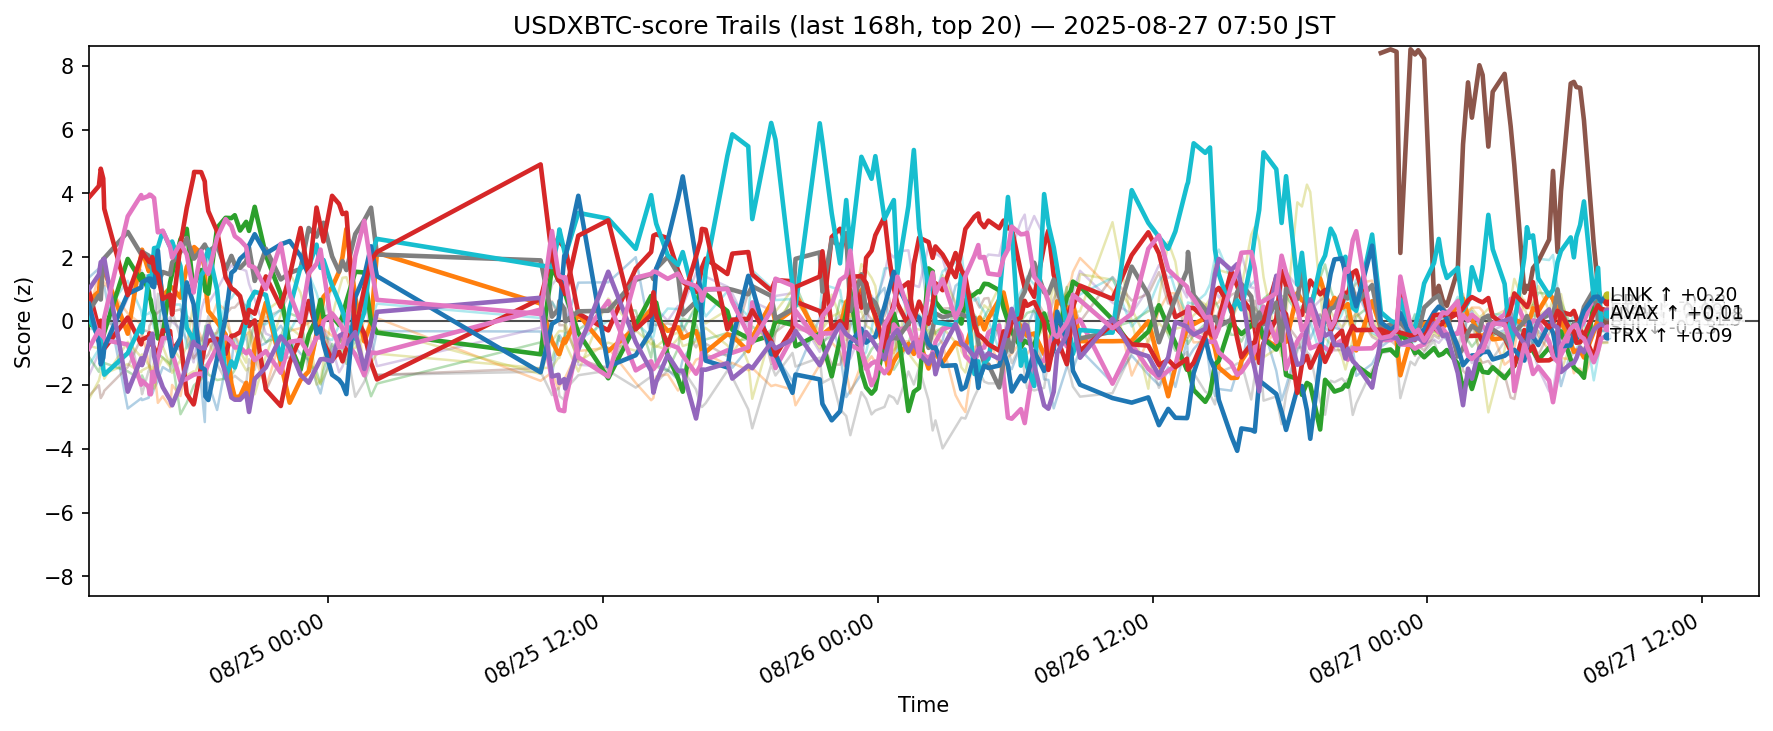 USDXBTC-score Trails (last 168h, top 20) — 2025-08-27 07:50 JST
Score (z)
8
6
4
2
0
−2
−4
−6
−8
LINK ↑ +0.20
AVAX ↑ +0.01
TRX ↑ +0.09
08/25 00:00
08/25 12:00
08/26 00:00
08/26 12:00
08/27 00:00
08/27 12:00
Time